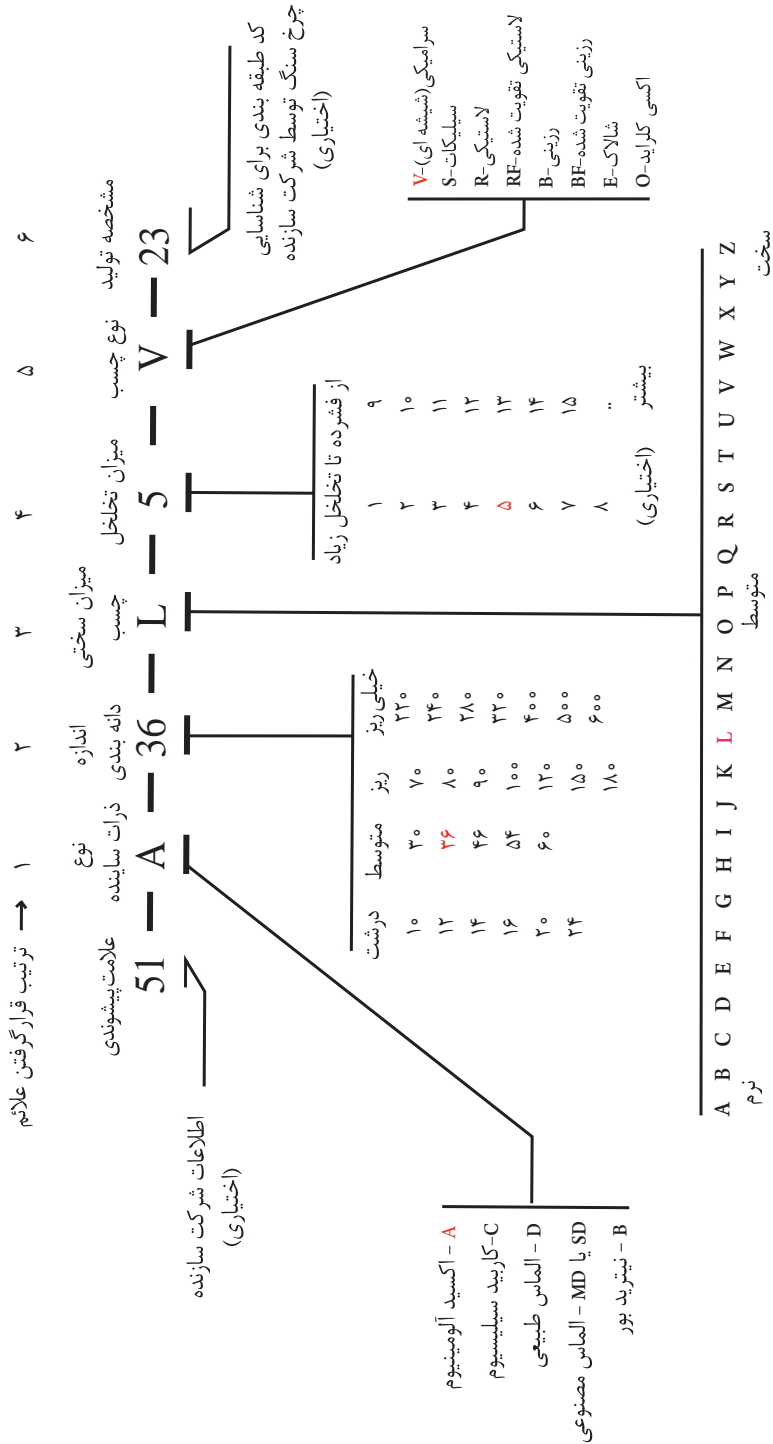 ترتیب قرارگرفتن علائم → ۱ ۲ ۳ ۴ ۵ ۶
علامت پیشوندی
نوع
ذرات ساینده
اندازه
دانه بندی
میزان سختی
چسب
میزان تخلخل
نوع چسب
مشخصه تولید
51 – A – 36 – L – 5 – V – 23
اطلاعات شرکت سازنده
(اختیاری)
کد طبقه بندی برای شناسایی
چرخ سنگ توسط شرکت سازنده
(اختیاری)
A – اکسید آلومینیوم
C-کاربید سیلیسیوم
D – الماس طبیعی
SD یا MD – الماس مصنوعی
B – نیترید بور
درشت متوسط ریز خیلی ریز
۱۰ ۳۰ ۷۰ ۲۲۰
۱۲ ۳۶ ۸۰ ۲۴۰
۱۴ ۴۶ ۹۰ ۲۸۰
۱۶ ۵۴ ۱۰۰ ۳۲۰
۲۰ ۶۰ ۱۲۰ ۴۰۰
۲۴ ۱۵۰ ۵۰۰
۱۸۰ ۶۰۰
از فشرده تا تخلخل زیاد
۱ ۹
۲ ۱۰
۳ ۱۱
۴ ۱۲
۵ ۱۳
۶ ۱۴
۷ ۱۵
۸ ..
(اختیاری) بیشتر
V-سرامیکی(شیشه ای)
S-سیلیکات
R-لاستیکی
RF-لاستیکی تقویت شده
B-رزینی
BF-رزینی تقویت شده
E-شالاک
O-اکسی کلراید
A B C D E F G H I J K L M N O P Q R S T U V W X Y Z
نرم متوسط سخت